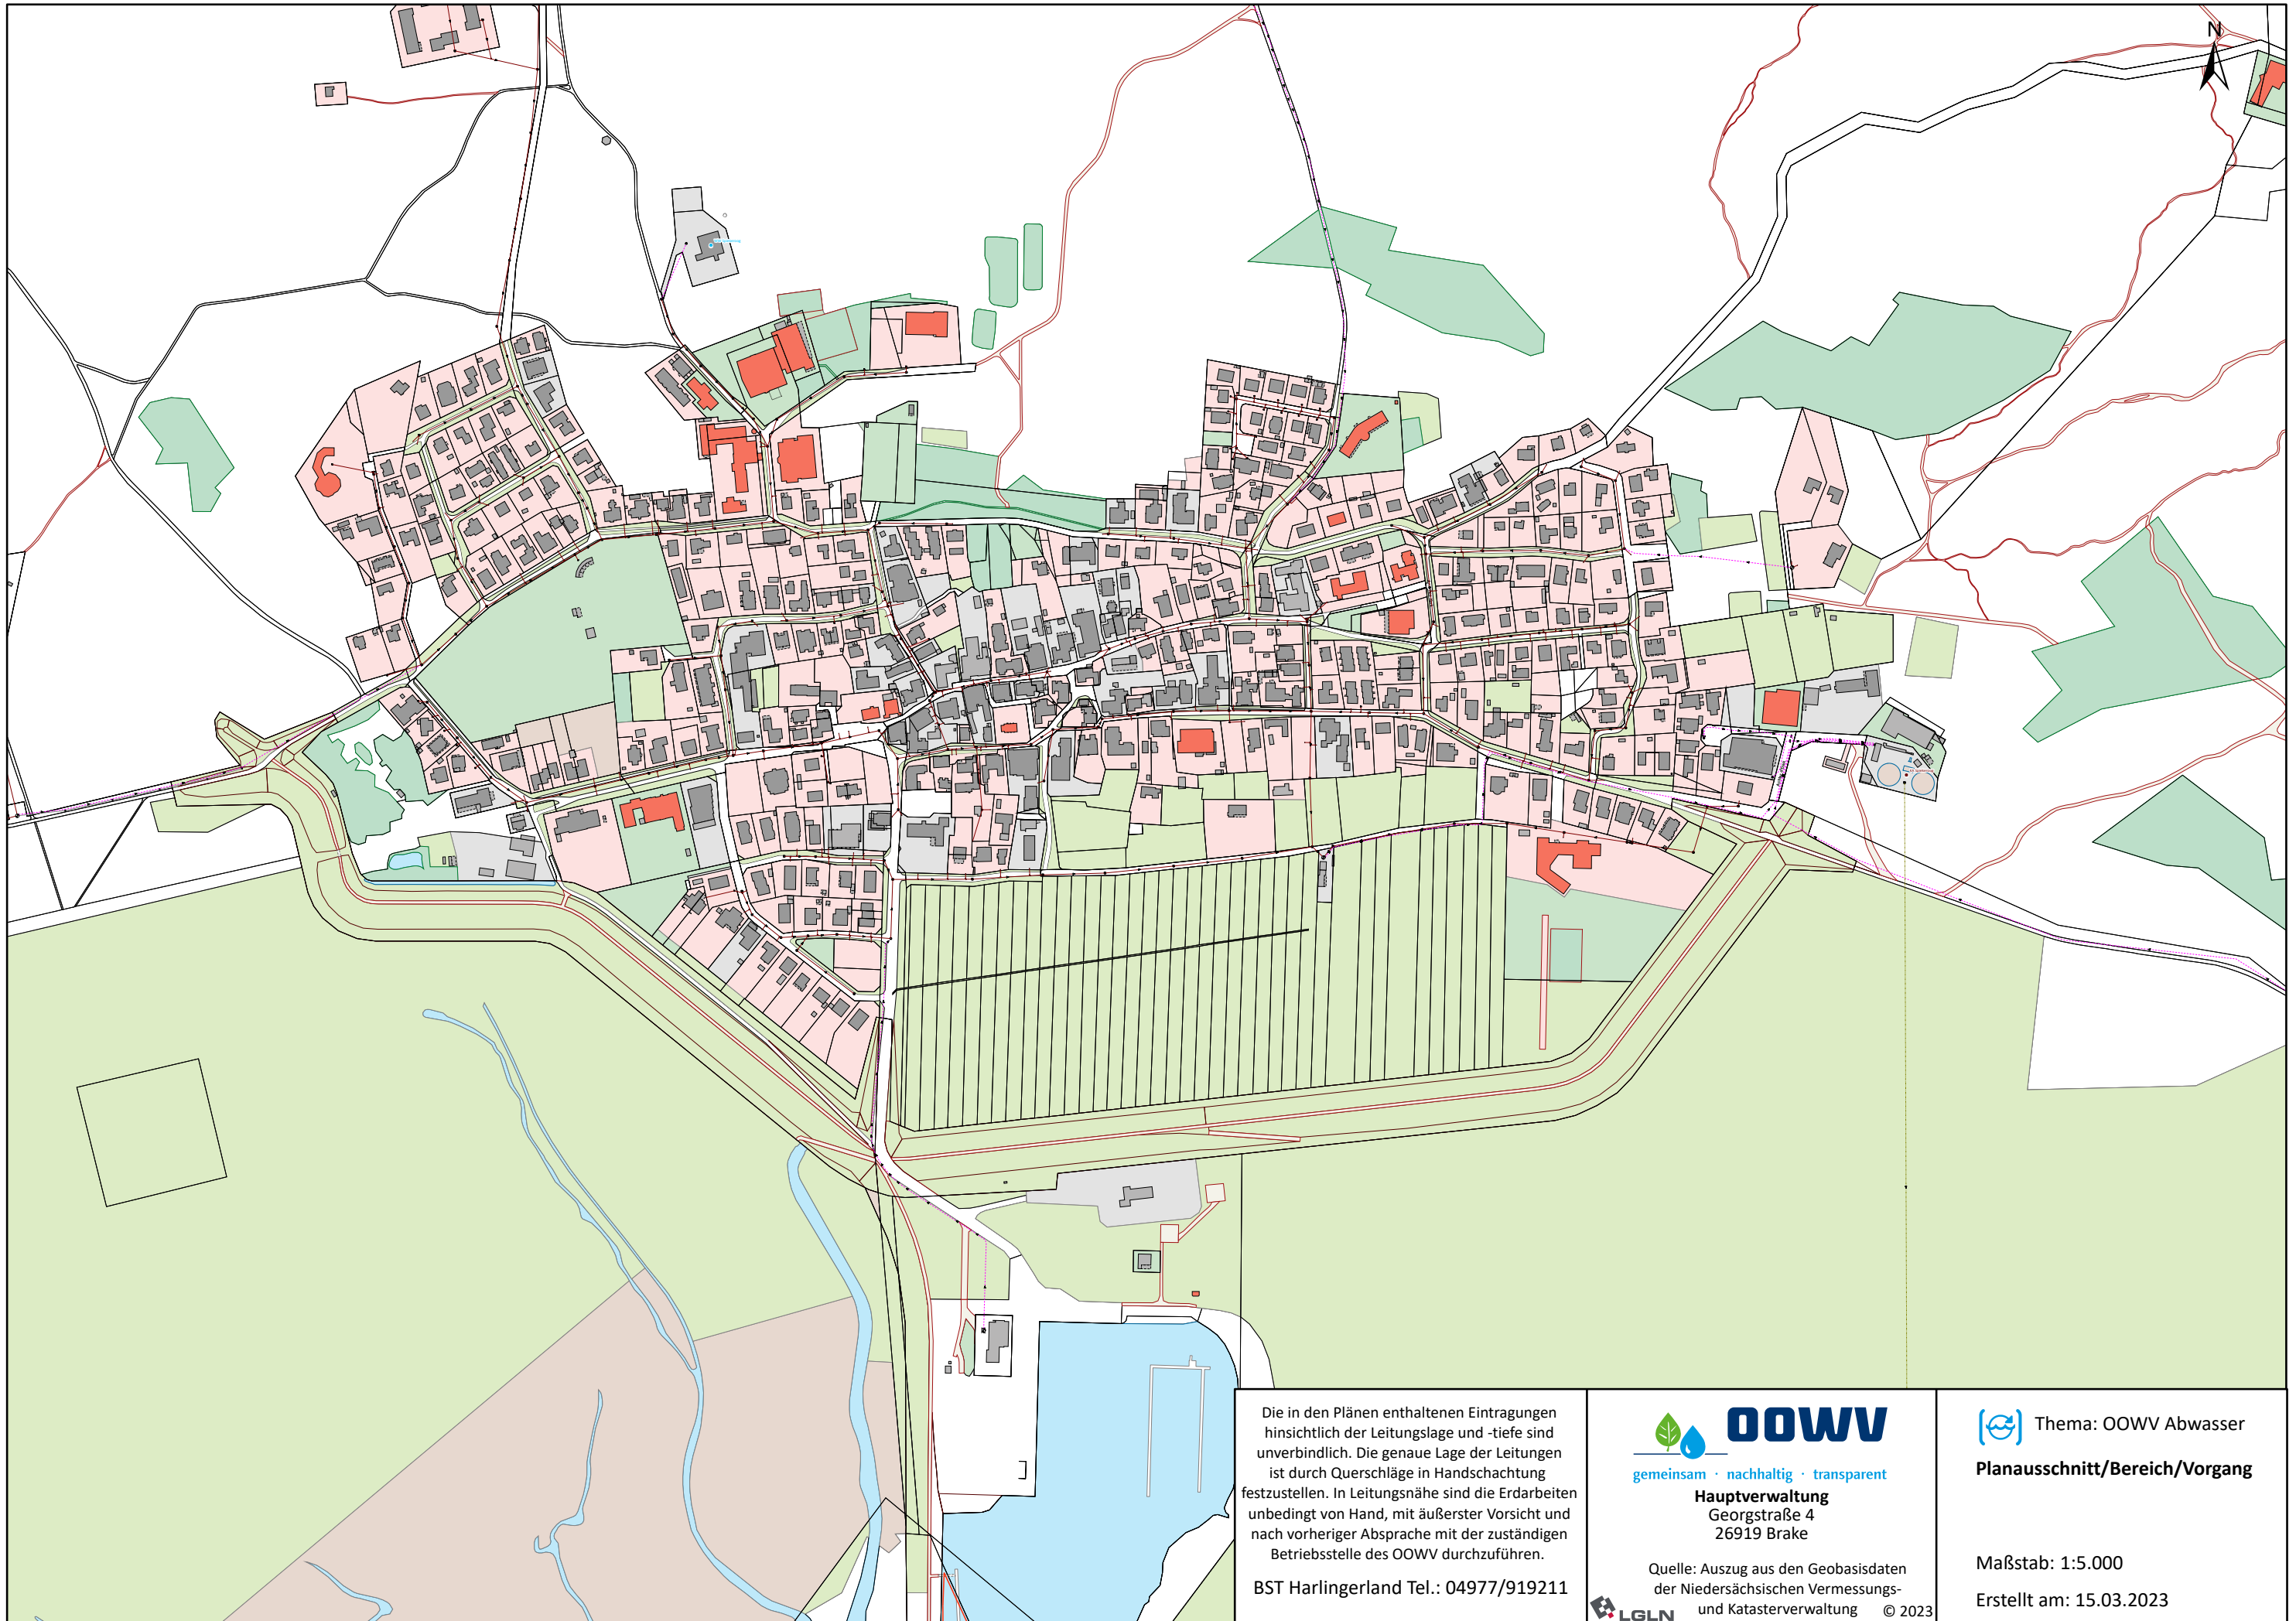 N
Die in den Plänen enthaltenen Eintragungen
hinsichtlich der Leitungslage und -tiefe sind
unverbindlich. Die genaue Lage der Leitungen
ist durch Querschläge in Handschachtung
festzustellen. In Leitungsnähe sind die Erdarbeiten
unbedingt von Hand, mit äußerster Vorsicht und
nach vorheriger Absprache mit der zuständigen
Betriebsstelle des OOWV durchzuführen.
BST Harlingerland Tel.: 04977/919211
OOWV
gemeinsam · nachhaltig · transparent
Hauptverwaltung
Georgstraße 4
26919 Brake
Quelle: Auszug aus den Geobasisdaten
der Niedersächsischen Vermessungs-
und Katasterverwaltung © 2023
LGLN
Thema: OOWV Abwasser
Planausschnitt/Bereich/Vorgang
Maßstab: 1:5.000
Erstellt am: 15.03.2023